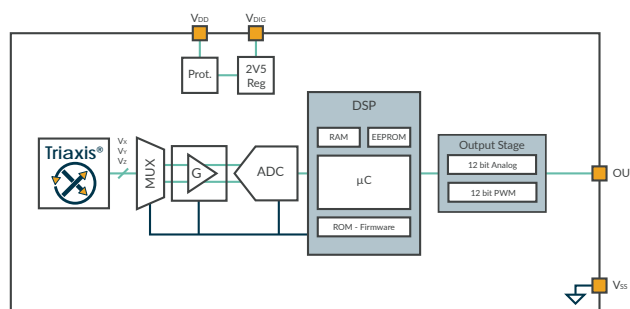 VDD
VDIG
Prot.
2V5
Reg
DSP
RAM
EEPROM
Triaxis®
VX
VY
VZ
MUX
G
ADC
µC
ROM - Firmware
Output Stage
12 bit Analog
12 bit PWM
OU
VSS